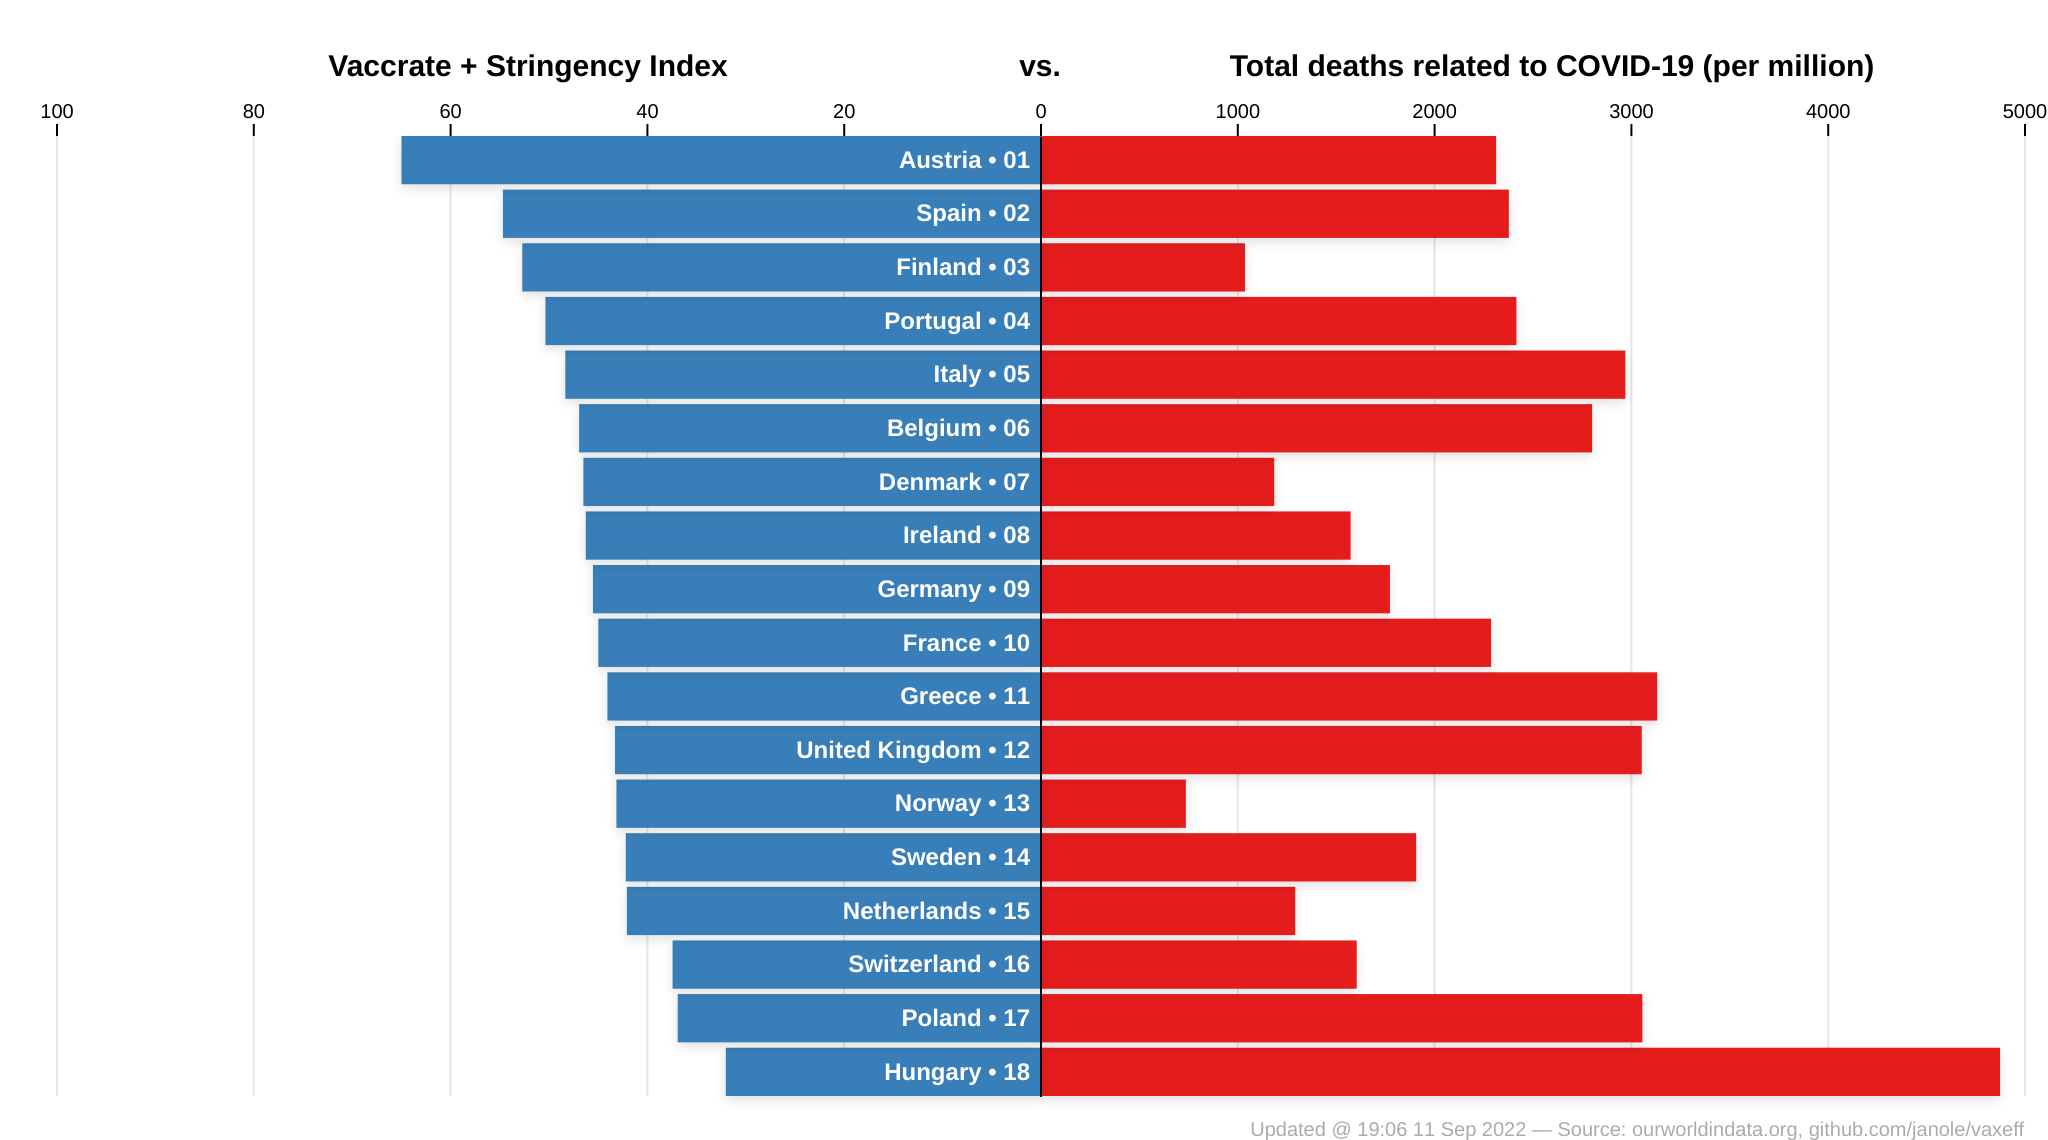 Vaccrate + Stringency Index vs. Total deaths related to COVID-19 (per million)
100 80 60 40 20 0 1000 2000 3000 4000 5000
Austria • 01
Spain • 02
Finland • 03
Portugal • 04
Italy • 05
Belgium • 06
Denmark • 07
Ireland • 08
Germany • 09
France • 10
Greece • 11
United Kingdom • 12
Norway • 13
Sweden • 14
Netherlands • 15
Switzerland • 16
Poland • 17
Hungary • 18
Updated @ 19:06 11 Sep 2022 — Source: ourworldindata.org, github.com/janole/vaxeff